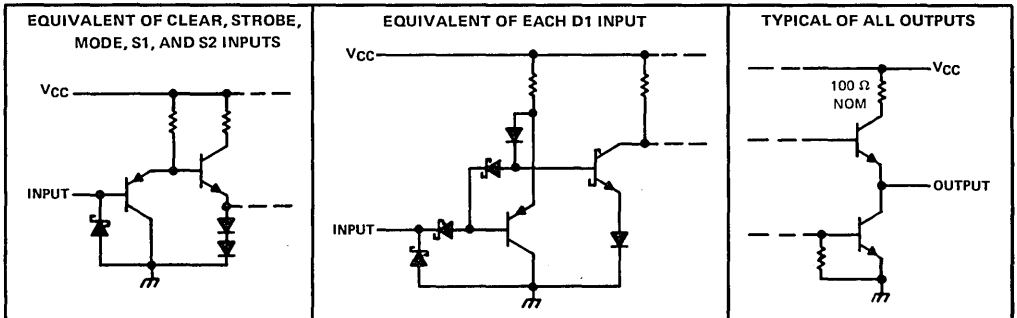 EQUIVALENT OF CLEAR, STROBE,
MODE, S1, AND S2 INPUTS
VCC
INPUT
EQUIVALENT OF EACH D1 INPUT
VCC
INPUT
TYPICAL OF ALL OUTPUTS
VCC
100 Ω
NOM
OUTPUT